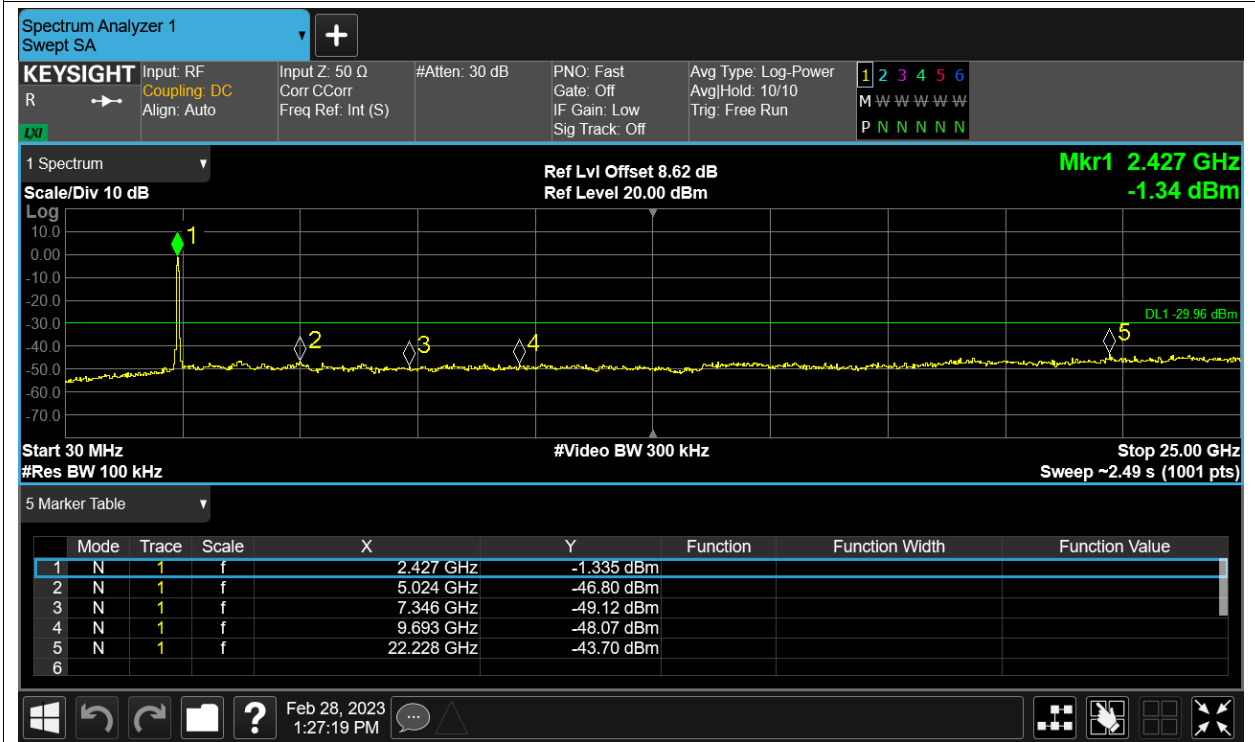 Spectrum Analyzer 1
Swept SA
+
KEYSIGHT
R
LXI
Input: RF
Coupling: DC
Align: Auto
Input Z: 50 Ω
Corr CCorr
Freq Ref: Int (S)
#Atten: 30 dB
PNO: Fast
Gate: Off
IF Gain: Low
Sig Track: Off
Avg Type: Log-Power
Avg|Hold: 10/10
Trig: Free Run
1 2 3 4 5 6
M W W W W W
P N N N N N
1 Spectrum
Scale/Div 10 dB
Ref Lvl Offset 8.62 dB
Ref Level 20.00 dBm
Mkr1 2.427 GHz
-1.34 dBm
Log
10.0
0.00
-10.0
-20.0
-30.0
-40.0
-50.0
-60.0
-70.0
1
2
3
4
5
DL1 -29.96 dBm
Start 30 MHz
#Video BW 300 kHz
Stop 25.00 GHz
#Res BW 100 kHz
Sweep ~2.49 s (1001 pts)
5 Marker Table
Mode Trace Scale X Y Function Function Width Function Value
1 N 1 f 2.427 GHz -1.335 dBm
2 N 1 f 5.024 GHz -46.80 dBm
3 N 1 f 7.346 GHz -49.12 dBm
4 N 1 f 9.693 GHz -48.07 dBm
5 N 1 f 22.228 GHz -43.70 dBm
6
?
Feb 28, 2023
1:27:19 PM